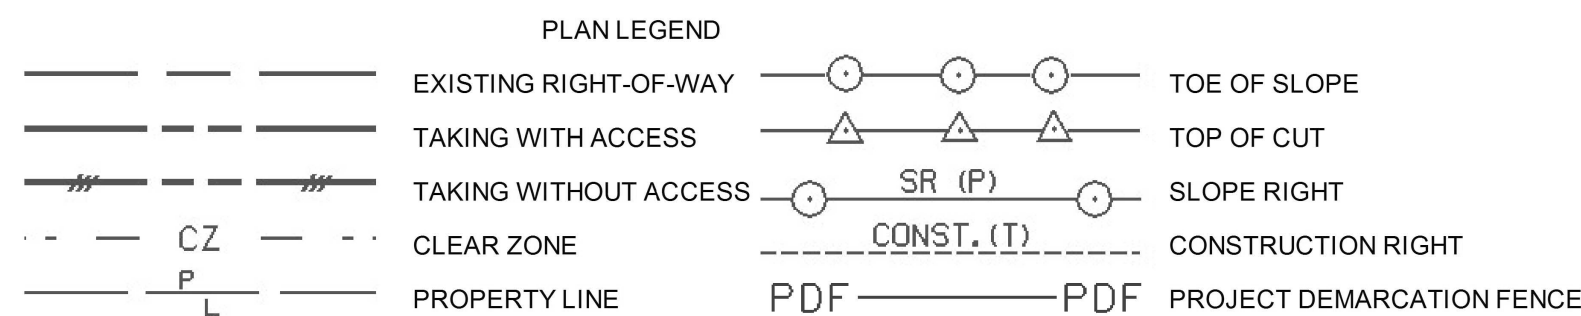 PLAN LEGEND
EXISTING RIGHT-OF-WAY
TAKING WITH ACCESS
TAKING WITHOUT ACCESS
CZ CLEAR ZONE
P
L PROPERTY LINE
TOE OF SLOPE
TOP OF CUT
SR (P) SLOPE RIGHT
CONST.(T) CONSTRUCTION RIGHT
PDF PDF PROJECT DEMARCATION FENCE